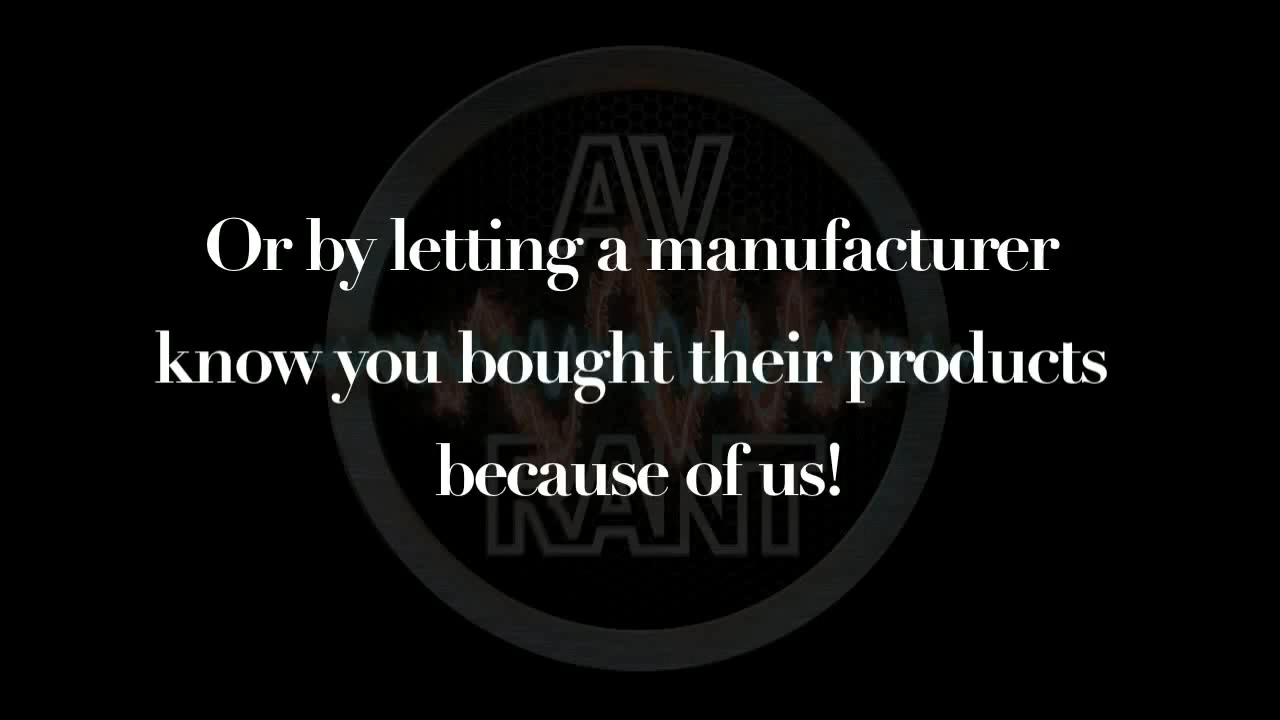 AV
Or by letting a manufacturer
know you bought their products
because of us!
RANT